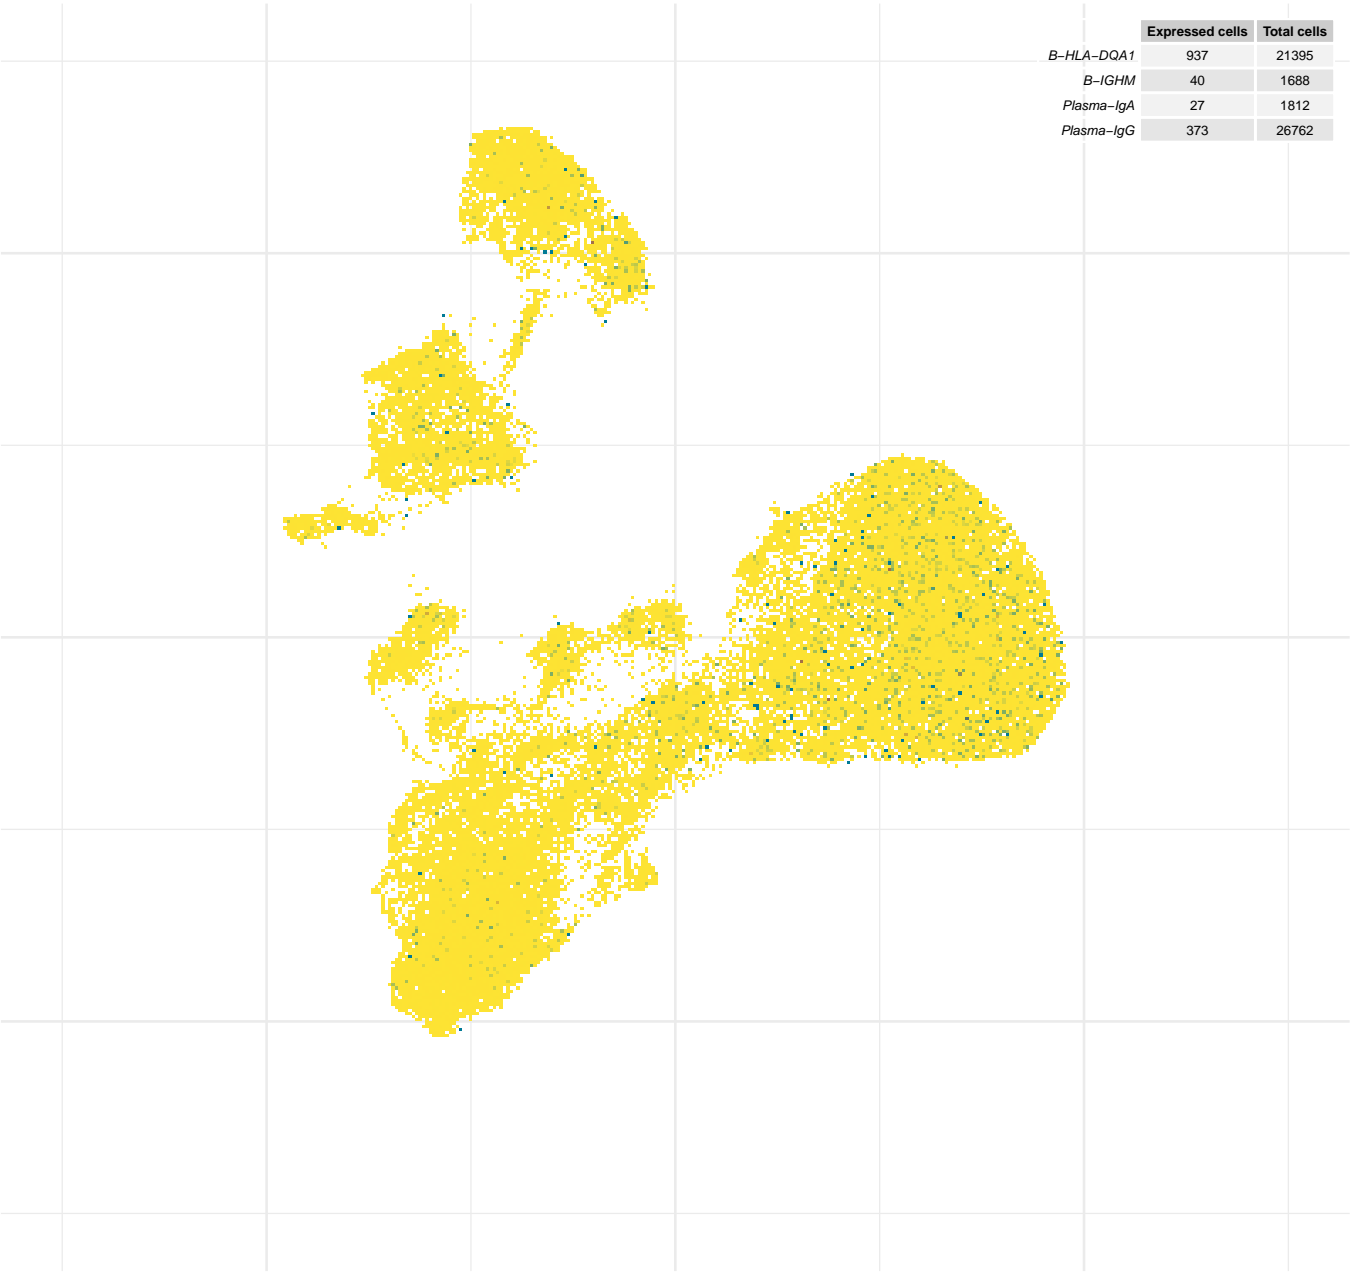 Expressed cells Total cells
B−HLA−DQA1 937 21395
B−IGHM 40 1688
Plasma−IgA 27 1812
Plasma−IgG 373 26762